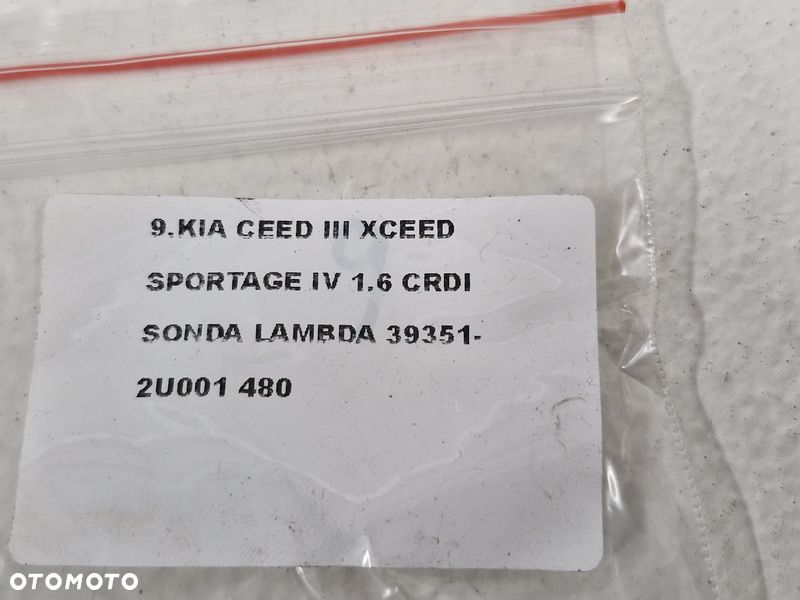 9.KIA CEED III XCEED
SPORTAGE IV 1.6 CRDI
SONDA LAMBDA 39351-
2U001 480
OTOMOTO